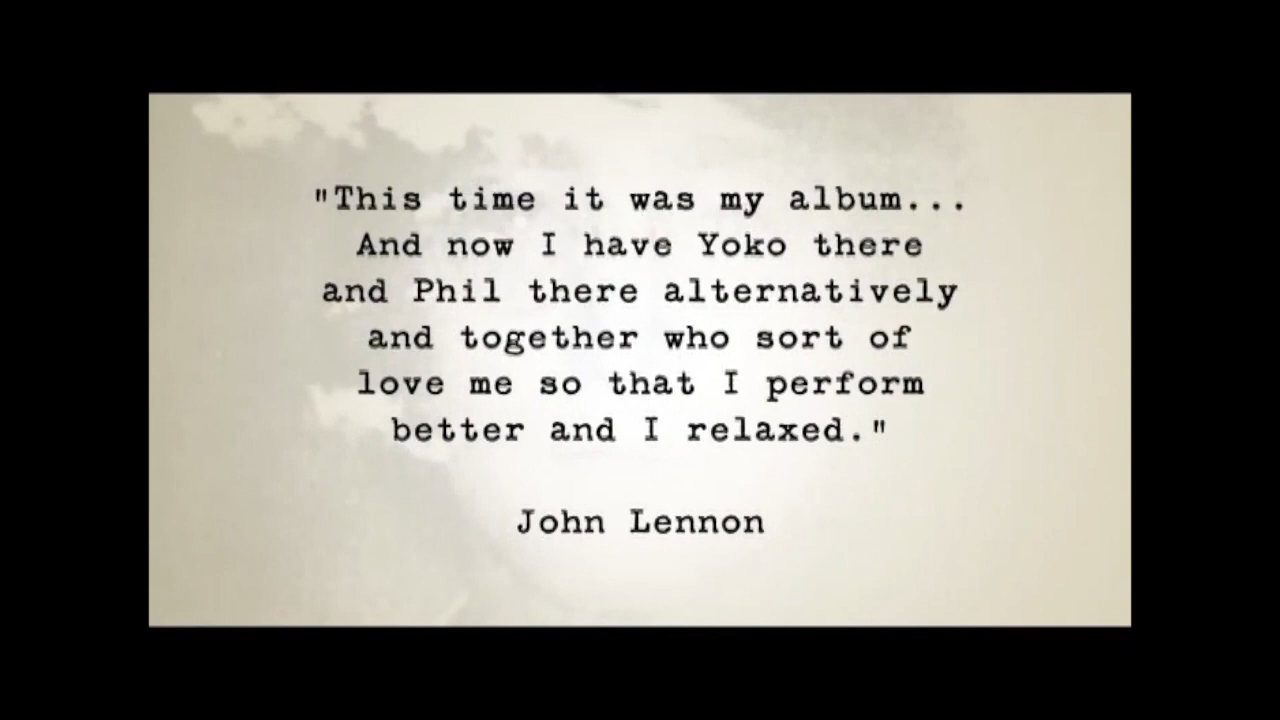 "This time it was my album...
And now I have Yoko there
and Phil there alternatively
and together who sort of
love me so that I perform
better and I relaxed."
John Lennon